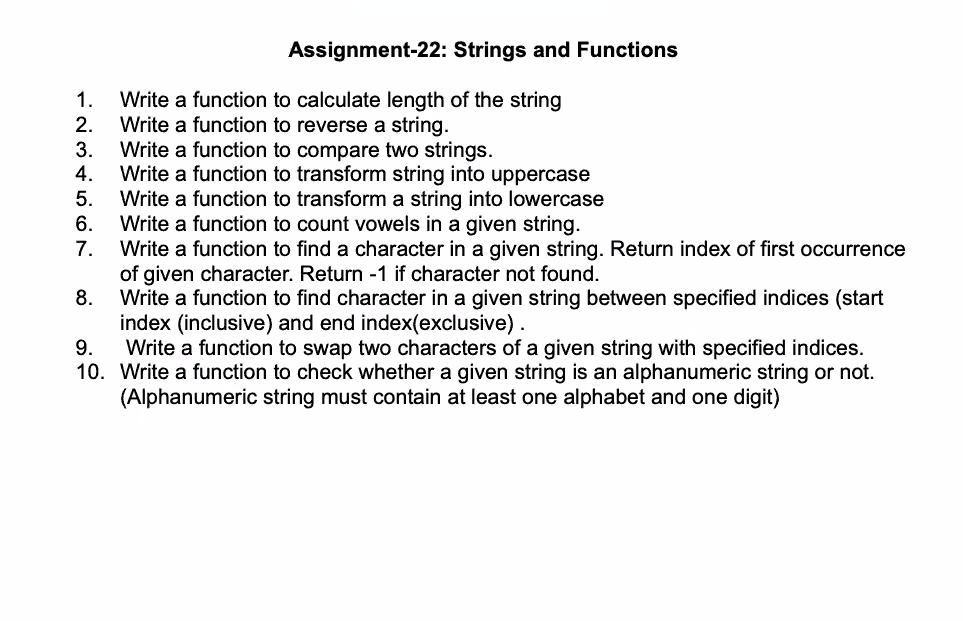 Assignment-22: Strings and Functions
1. Write a function to calculate length of the string
2. Write a function to reverse a string.
3. Write a function to compare two strings.
4. Write a function to transform string into uppercase
5. Write a function to transform a string into lowercase
6. Write a function to count vowels in a given string.
7. Write a function to find a character in a given string. Return index of first occurrence
of given character. Return -1 if character not found.
8. Write a function to find character in a given string between specified indices (start
index (inclusive) and end index(exclusive) .
9. Write a function to swap two characters of a given string with specified indices.
10. Write a function to check whether a given string is an alphanumeric string or not.
(Alphanumeric string must contain at least one alphabet and one digit)